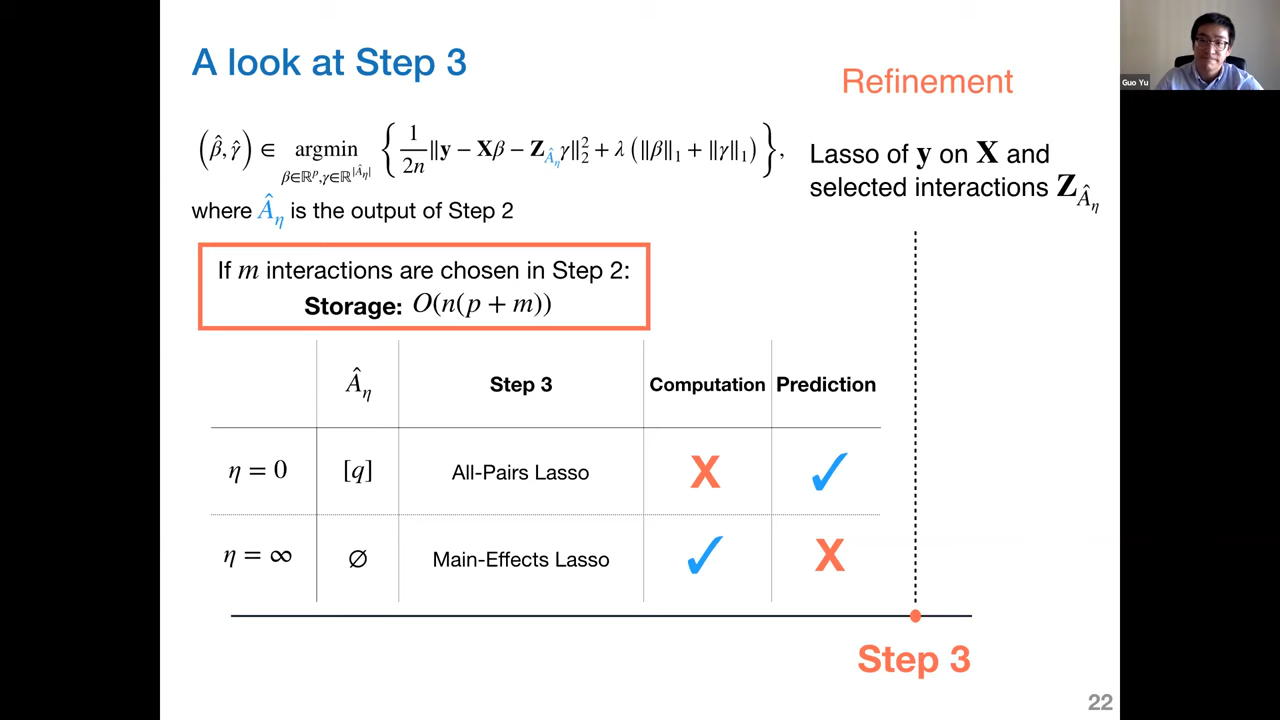 A look at Step 3
Refinement
Guo Yu
(β̂, γ̂) ∈ argmin_{β∈ℝ^p, γ∈ℝ^{|Â_η|}} { 1/2n ‖y − Xβ − Z_{Â_η}γ‖₂² + λ (‖β‖₁ + ‖γ‖₁) },
where Â_η is the output of Step 2
Lasso of y on X and
selected interactions Z_{Â_η}
If m interactions are chosen in Step 2:
Storage: O(n(p + m))
Â_η Step 3 Computation Prediction
η = 0 [q] All-Pairs Lasso X ✓
η = ∞ ∅ Main-Effects Lasso ✓ X
Step 3
22